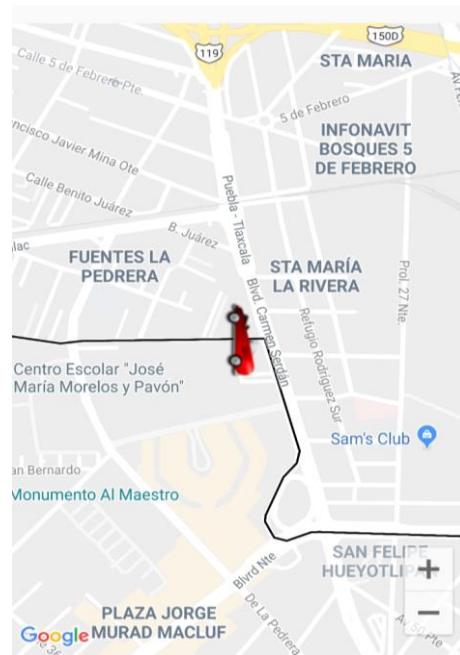 150D
119
STA MARIA
Calle 5 de Febrero Pte.
5 de Febrero
INFONAVIT
BOSQUES 5
DE FEBRERO
ncisco Javier Mina Ote
Calle Benito Juárez
Puebla - Tlaxcala
B. Juárez
lac
FUENTES LA
PEDRERA
STA MARÍA
LA RIVERA
Prol. 27 Nte.
Blvd. Carmen Serdán
Refugio Rodríguez Sur
Centro Escolar "José
María Morelos y Pavón"
Sam's Club
an Bernardo
Monumento Al Maestro
SAN FELIPE
HUEYOTLIPA
+
Blvrd Nte
−
De La Pedrera
PLAZA JORGE
MURAD MACLUF
Google